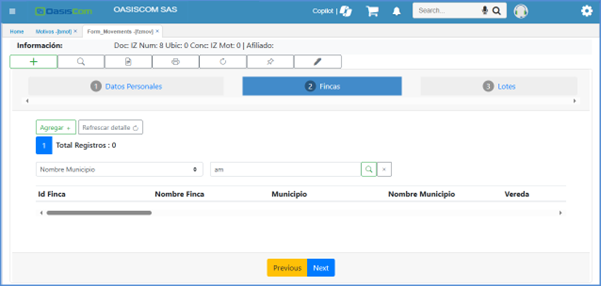 OasisCom
OASISCOM SAS
Copilot |
Search...
Home
Motivos -[bmot] ×
Form_Movements -[fzmov] ×
Información:
Doc: IZ Num: 8 Ubic: 0 Conc: IZ Mot: 0 | Afiliado:
1 Datos Personales
2 Fincas
3 Lotes
Agregar +
Refrescar detalle
1 Total Registros : 0
Nombre Municipio
am
Id Finca
Nombre Finca
Municipio
Nombre Municipio
Vereda
Previous
Next